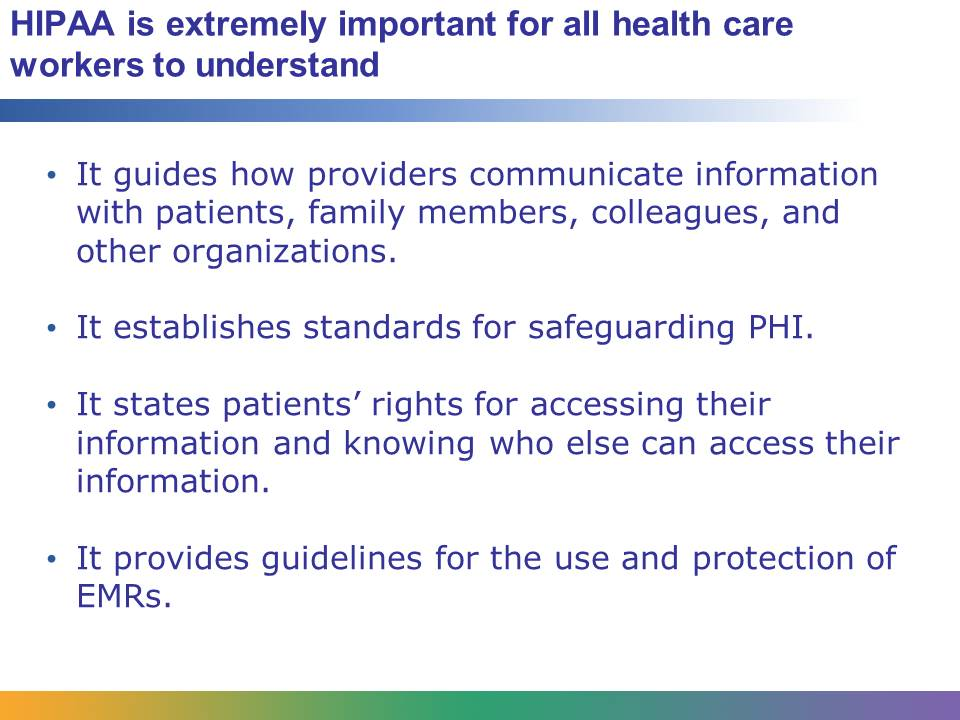 HIPAA is extremely important for all health care
workers to understand
• It guides how providers communicate information
with patients, family members, colleagues, and
other organizations.
• It establishes standards for safeguarding PHI.
• It states patients’ rights for accessing their
information and knowing who else can access their
information.
• It provides guidelines for the use and protection of
EMRs.